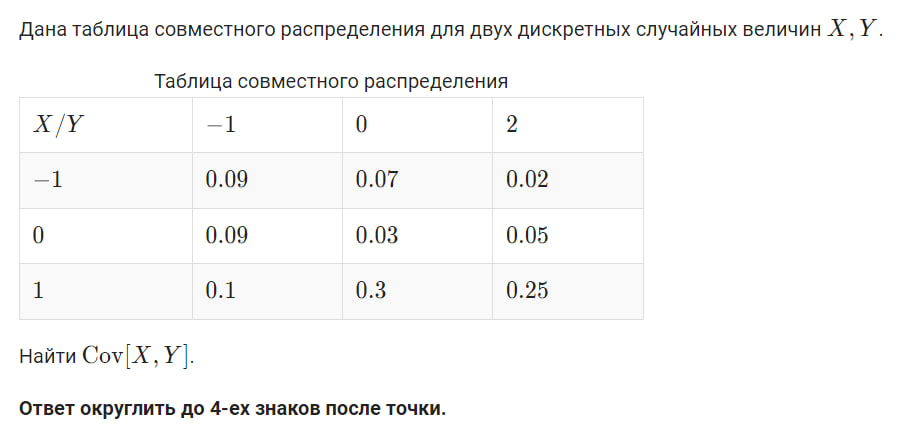 Дана таблица совместного распределения для двух дискретных случайных величин X, Y.
Таблица совместного распределения
X/Y −1 0 2
−1 0.09 0.07 0.02
0 0.09 0.03 0.05
1 0.1 0.3 0.25
Найти Cov[X, Y].
Ответ округлить до 4-ех знаков после точки.